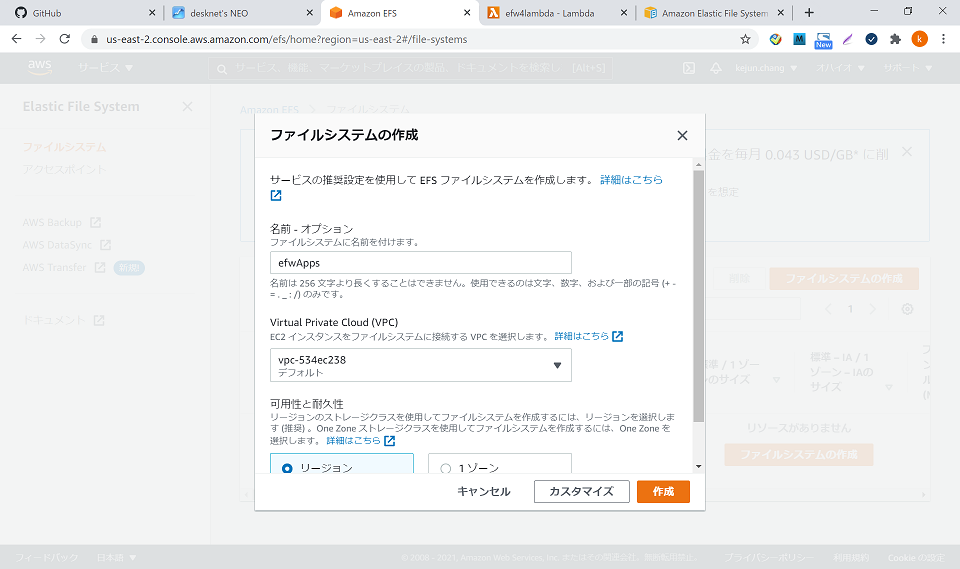 GitHub
desknet's NEO
Amazon EFS
efw4lambda - Lambda
Amazon Elastic File System
us-east-2.console.aws.amazon.com/efs/home?region=us-east-2#/file-systems
New
k
aws
サービス
サービス、機能、マーケットプレイスの製品、ドキュメントを検索し
[Alt+S]
kejun.chang
オハイオ
サポート
Elastic File System
ファイルシステム
アクセスポイント
AWS Backup
AWS DataSync
AWS Transfer
新規!
ドキュメント
Amazon EFS
ファイルシステム
金を毎月 0.043 USD/GB* に削
を想定
削除
ファイルシステムの作成
1
標準 / 1 ゾー
のサイズ
標準 – IA / 1
ゾーン – IAの
サイズ
リソースがありません
ファイルシステムの作成
ファイルシステムの作成
サービスの推奨設定を使用して EFS ファイルシステムを作成します。 詳細はこちら
名前 - オプション
ファイルシステムに名前を付けます。
efwApps
名前は 256 文字より長くすることはできません。使用できるのは文字、数字、および一部の記号 (+ -
= . _ : /) のみです。
Virtual Private Cloud (VPC)
EC2 インスタンスをファイルシステムに接続する VPC を選択します。 詳細はこちら
vpc-534ec238
デフォルト
可用性と耐久性
リージョンのストレージクラスを使用してファイルシステムを作成するには、リージョンを選択しま
す (推奨) 。One Zone ストレージクラスを使用してファイルシステムを作成するには、One Zone を
選択します。 詳細はこちら
リージョン
1 ゾーン
キャンセル
カスタマイズ
作成
フィードバック
日本語
© 2008 - 2021, Amazon Web Services, Inc. またはその関連会社。無断転用禁止。
プライバシーポリシー
利用規約
Cookie の設定